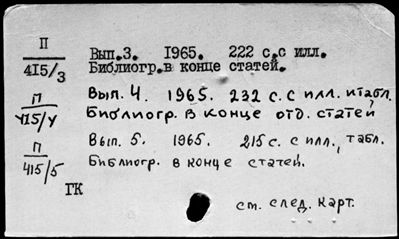 П
415/3
Вып.3. 1965. 222 с.с илл.
Библиогр.в конце статей.
П
415/4
Вып. 4. 1965. 232 с. с илл. и табл.
Библиогр. в конце отд. статей
П
415/5
Вып. 5. 1965. 215 с. с илл., табл.
Библиогр. в конце статей.
ГК
см. след. карт.